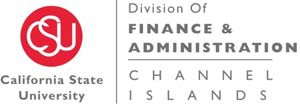 CSU
California State
University
Division Of
FINANCE &
ADMINISTRATION
CHANNEL
ISLANDS